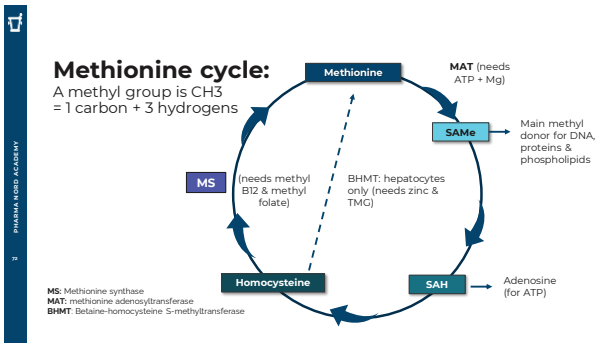 Methionine cycle:
A methyl group is CH3
= 1 carbon + 3 hydrogens
Methionine
MAT (needs
ATP + Mg)
SAMe
Main methyl
donor for DNA,
proteins &
phospholipids
MS
(needs methyl
B12 & methyl
folate)
BHMT: hepatocytes
only (needs zinc &
TMG)
Homocysteine
SAH
Adenosine
(for ATP)
MS: Methionine synthase
MAT: methionine adenosyltransferase
BHMT: Betaine-homocysteine S-methyltransferase
PHARMA NORD ACADEMY